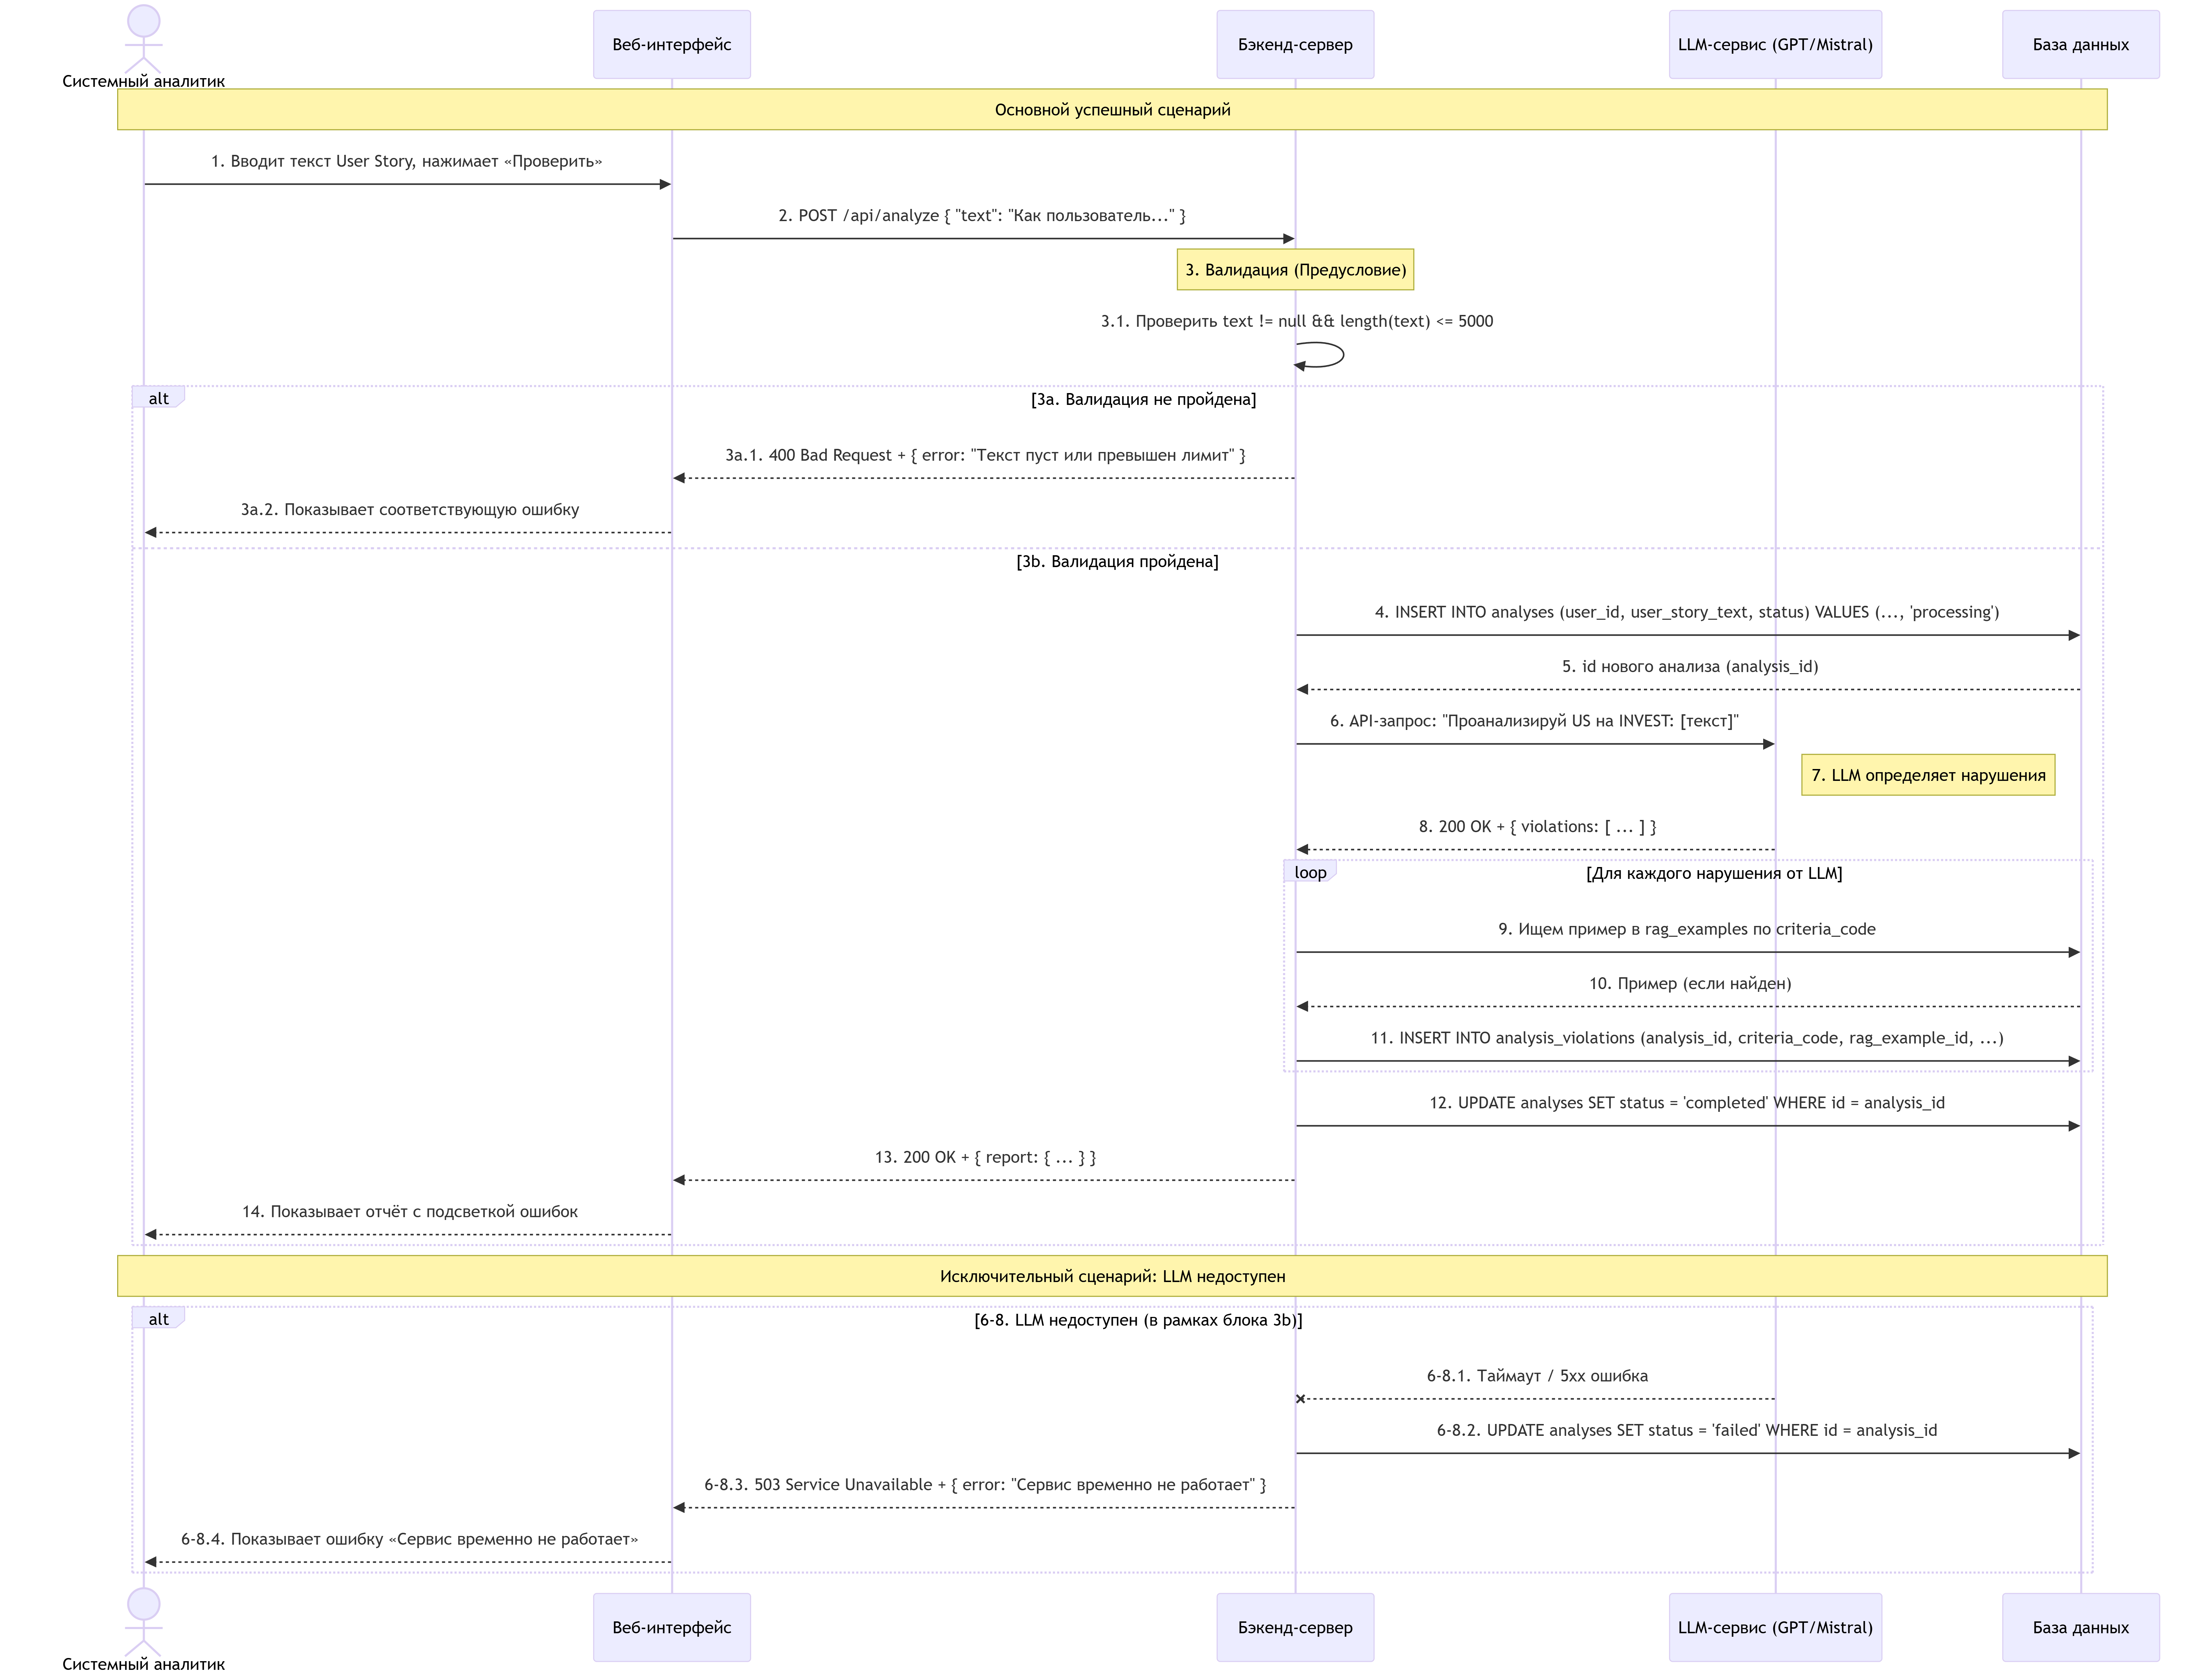 Системный аналитик
Веб-интерфейс
Бэкенд-сервер
LLM-сервис (GPT/Mistral)
База данных
Основной успешный сценарий
1. Вводит текст User Story, нажимает «Проверить»
2. POST /api/analyze { "text": "Как пользователь..." }
3. Валидация (Предусловие)
3.1. Проверить text != null && length(text) <= 5000
alt
[3a. Валидация не пройдена]
3a.1. 400 Bad Request + { error: "Текст пуст или превышен лимит" }
3a.2. Показывает соответствующую ошибку
[3b. Валидация пройдена]
4. INSERT INTO analyses (user_id, user_story_text, status) VALUES (..., 'processing')
5. id нового анализа (analysis_id)
6. API-запрос: "Проанализируй US на INVEST: [текст]"
7. LLM определяет нарушения
8. 200 OK + { violations: [ ... ] }
loop
[Для каждого нарушения от LLM]
9. Ищем пример в rag_examples по criteria_code
10. Пример (если найден)
11. INSERT INTO analysis_violations (analysis_id, criteria_code, rag_example_id, ...)
12. UPDATE analyses SET status = 'completed' WHERE id = analysis_id
13. 200 OK + { report: { ... } }
14. Показывает отчёт с подсветкой ошибок
Исключительный сценарий: LLM недоступен
alt
[6-8. LLM недоступен (в рамках блока 3b)]
6-8.1. Таймаут / 5xx ошибка
6-8.2. UPDATE analyses SET status = 'failed' WHERE id = analysis_id
6-8.3. 503 Service Unavailable + { error: "Сервис временно не работает" }
6-8.4. Показывает ошибку «Сервис временно не работает»
Системный аналитик
Веб-интерфейс
Бэкенд-сервер
LLM-сервис (GPT/Mistral)
База данных